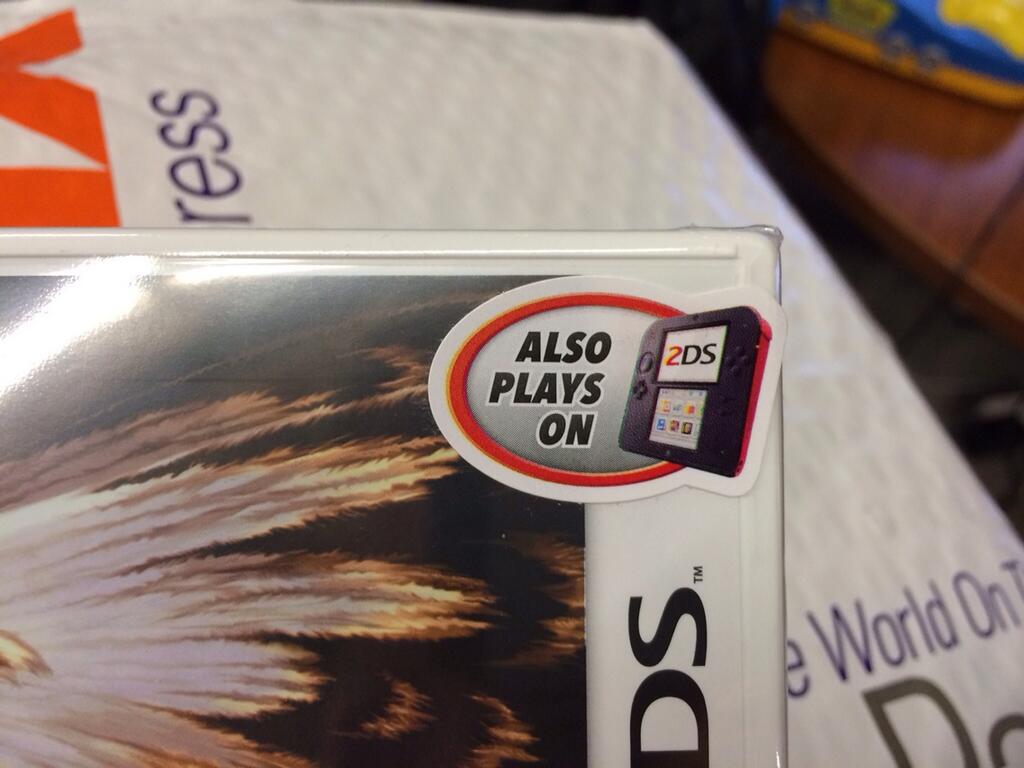 ress
ALSO
PLAYS
ON
2DS
DS™
World On